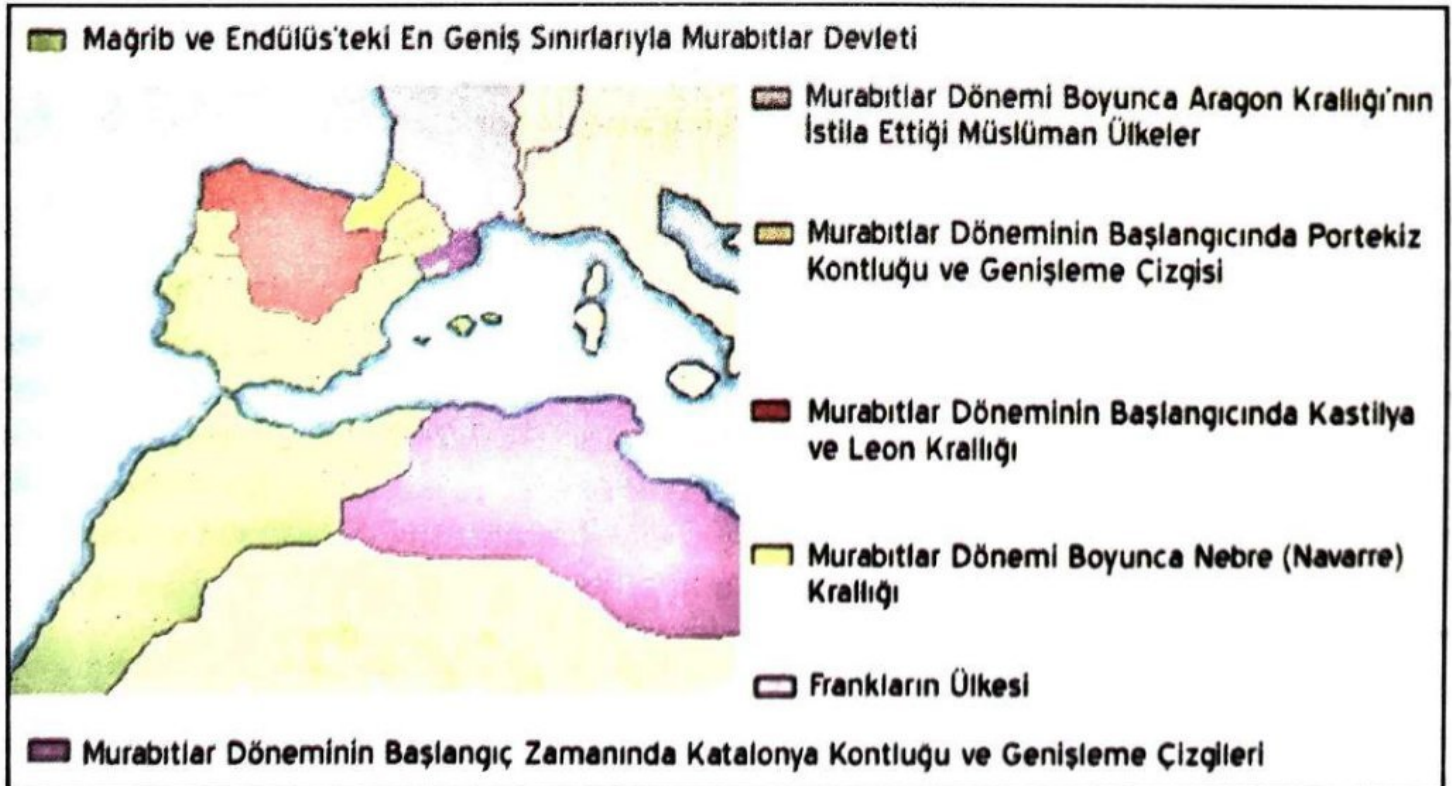 Mağrib ve Endülüs'teki En Geniş Sınırlarıyla Murabıtlar Devleti
Murabıtlar Dönemi Boyunca Aragon Krallığı'nın
İstila Ettiği Müslüman Ülkeler
Murabıtlar Döneminin Başlangıcında Portekiz
Kontluğu ve Genişleme Çizgisi
Murabıtlar Döneminin Başlangıcında Kastilya
ve Leon Krallığı
Murabıtlar Dönemi Boyunca Nebre (Navarre)
Krallığı
Frankların Ülkesi
Murabıtlar Döneminin Başlangıç Zamanında Katalonya Kontluğu ve Genişleme Çizgileri